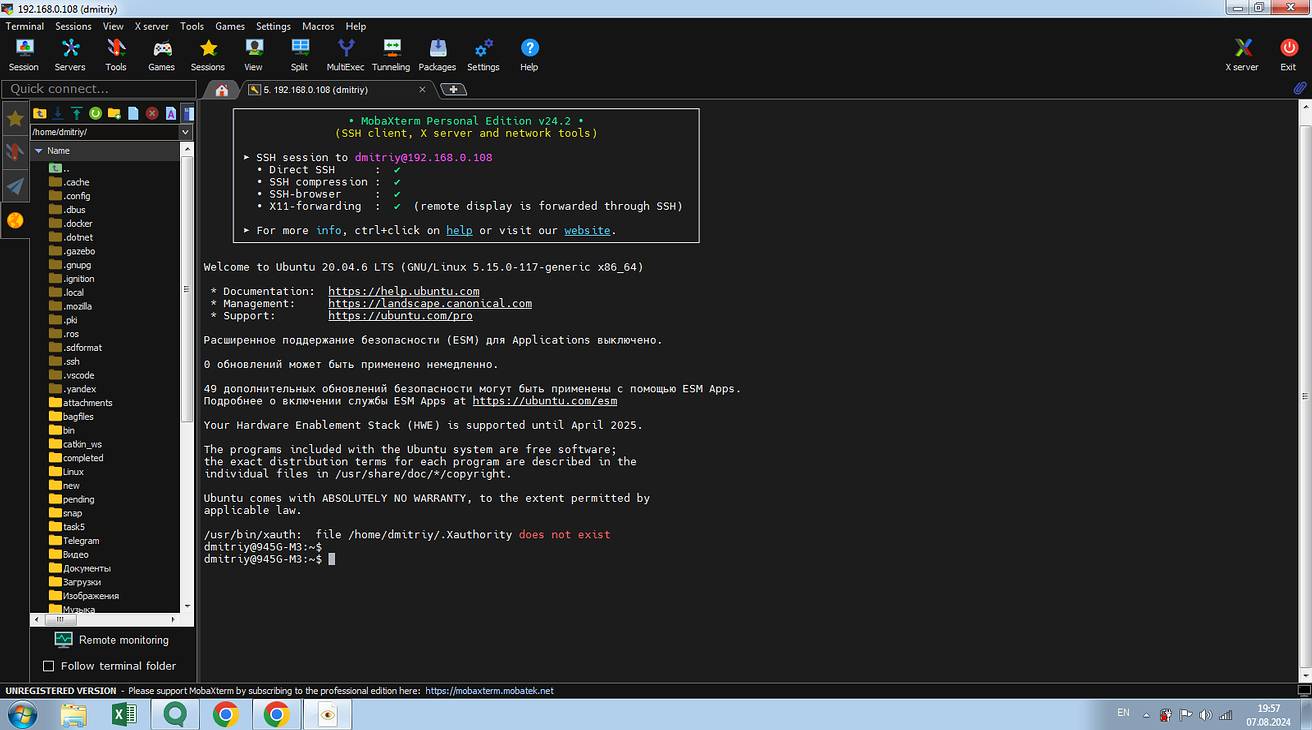 192.168.0.108 (dmitriy)
Terminal Sessions View X server Tools Games Settings Macros Help
Session Servers Tools Games Sessions View Split MultiExec Tunneling Packages Settings Help X server Exit
Quick connect...
5. 192.168.0.108 (dmitriy)
/home/dmitriy/
Name
..
.cache
.config
.dbus
.docker
.dotnet
.gazebo
.gnupg
.ignition
.local
.mozilla
.pki
.ros
.sdformat
.ssh
.vscode
.yandex
attachments
bagfiles
bin
catkin_ws
completed
Linux
new
pending
snap
task5
Telegram
Видео
Документы
Загрузки
Изображения
Музыка
Remote monitoring
Follow terminal folder
• MobaXterm Personal Edition v24.2 •
(SSH client, X server and network tools)
➤ SSH session to dmitriy@192.168.0.108
• Direct SSH : ✔
• SSH compression : ✔
• SSH-browser : ✔
• X11-forwarding : ✔ (remote display is forwarded through SSH)
➤ For more info, ctrl+click on help or visit our website.
Welcome to Ubuntu 20.04.6 LTS (GNU/Linux 5.15.0-117-generic x86_64)
* Documentation: https://help.ubuntu.com
* Management: https://landscape.canonical.com
* Support: https://ubuntu.com/pro
Расширенное поддержание безопасности (ESM) для Applications выключено.
0 обновлений может быть применено немедленно.
49 дополнительных обновлений безопасности могут быть применены с помощью ESM Apps.
Подробнее о включении службы ESM Apps at https://ubuntu.com/esm
Your Hardware Enablement Stack (HWE) is supported until April 2025.
The programs included with the Ubuntu system are free software;
the exact distribution terms for each program are described in the
individual files in /usr/share/doc/*/copyright.
Ubuntu comes with ABSOLUTELY NO WARRANTY, to the extent permitted by
applicable law.
/usr/bin/xauth: file /home/dmitriy/.Xauthority does not exist
dmitriy@945G-M3:~$
dmitriy@945G-M3:~$
UNREGISTERED VERSION - Please support MobaXterm by subscribing to the professional edition here: https://mobaxterm.mobatek.net
EN
19:57
07.08.2024